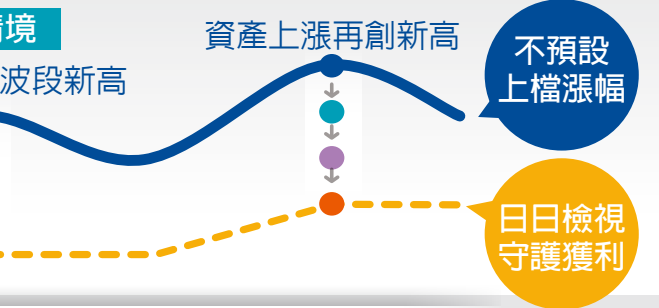 境
資產上漲再創新高
波段新高
不預設
上檔漲幅
日日檢視
守護獲利